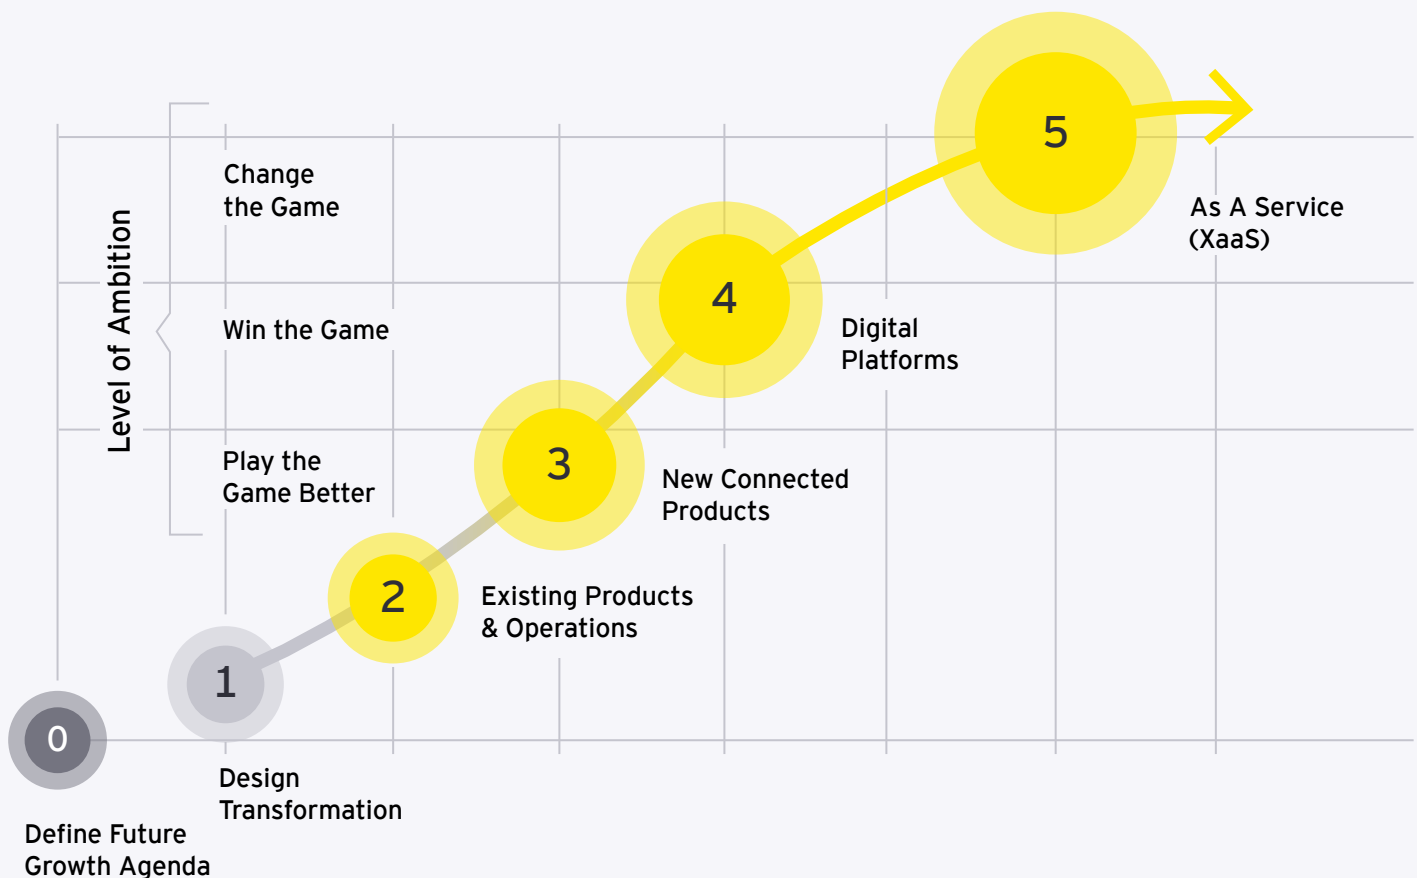 Level of Ambition
Change
the Game
Win the Game
Play the
Game Better
0
Define Future
Growth Agenda
1
Design
Transformation
2
Existing Products
& Operations
3
New Connected
Products
4
Digital
Platforms
5
As A Service
(XaaS)